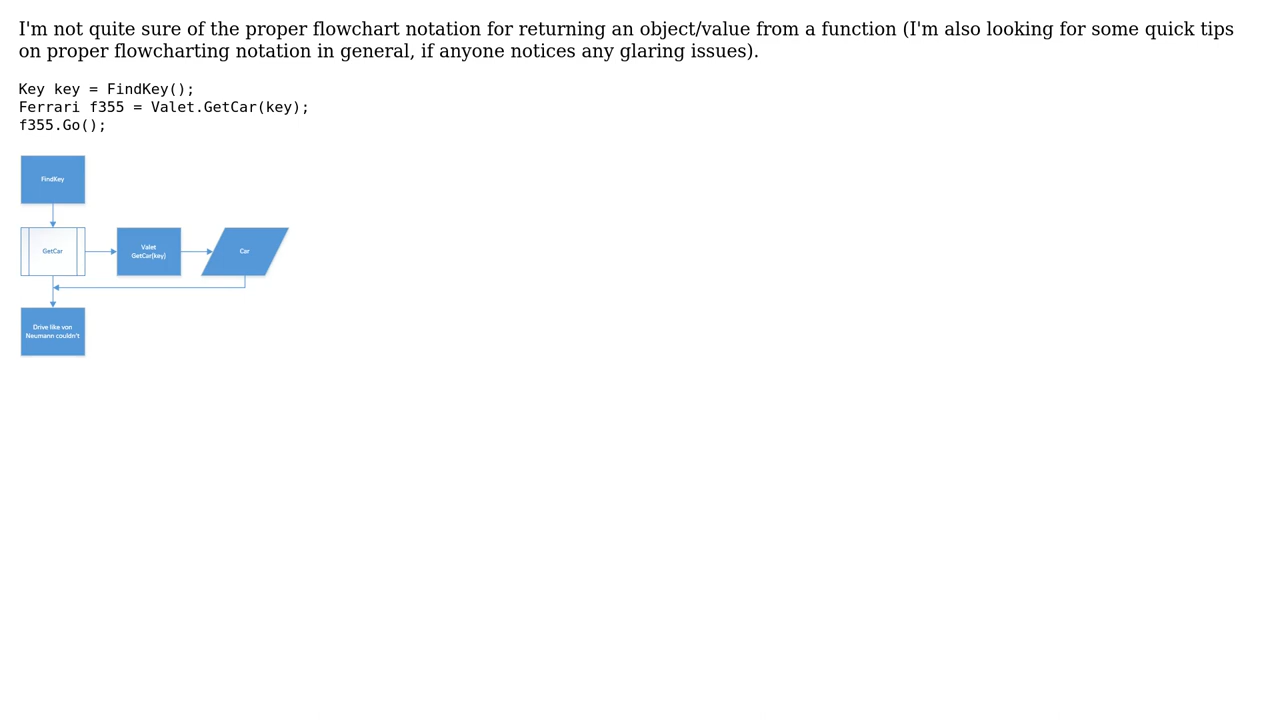 I'm not quite sure of the proper flowchart notation for returning an object/value from a function (I'm also looking for some quick tips
on proper flowcharting notation in general, if anyone notices any glaring issues).
Key key = FindKey();
Ferrari f355 = Valet.GetCar(key);
f355.Go();
FindKey
GetCar
Valet
GetCar(key)
Car
Drive like von
Neumann couldn't